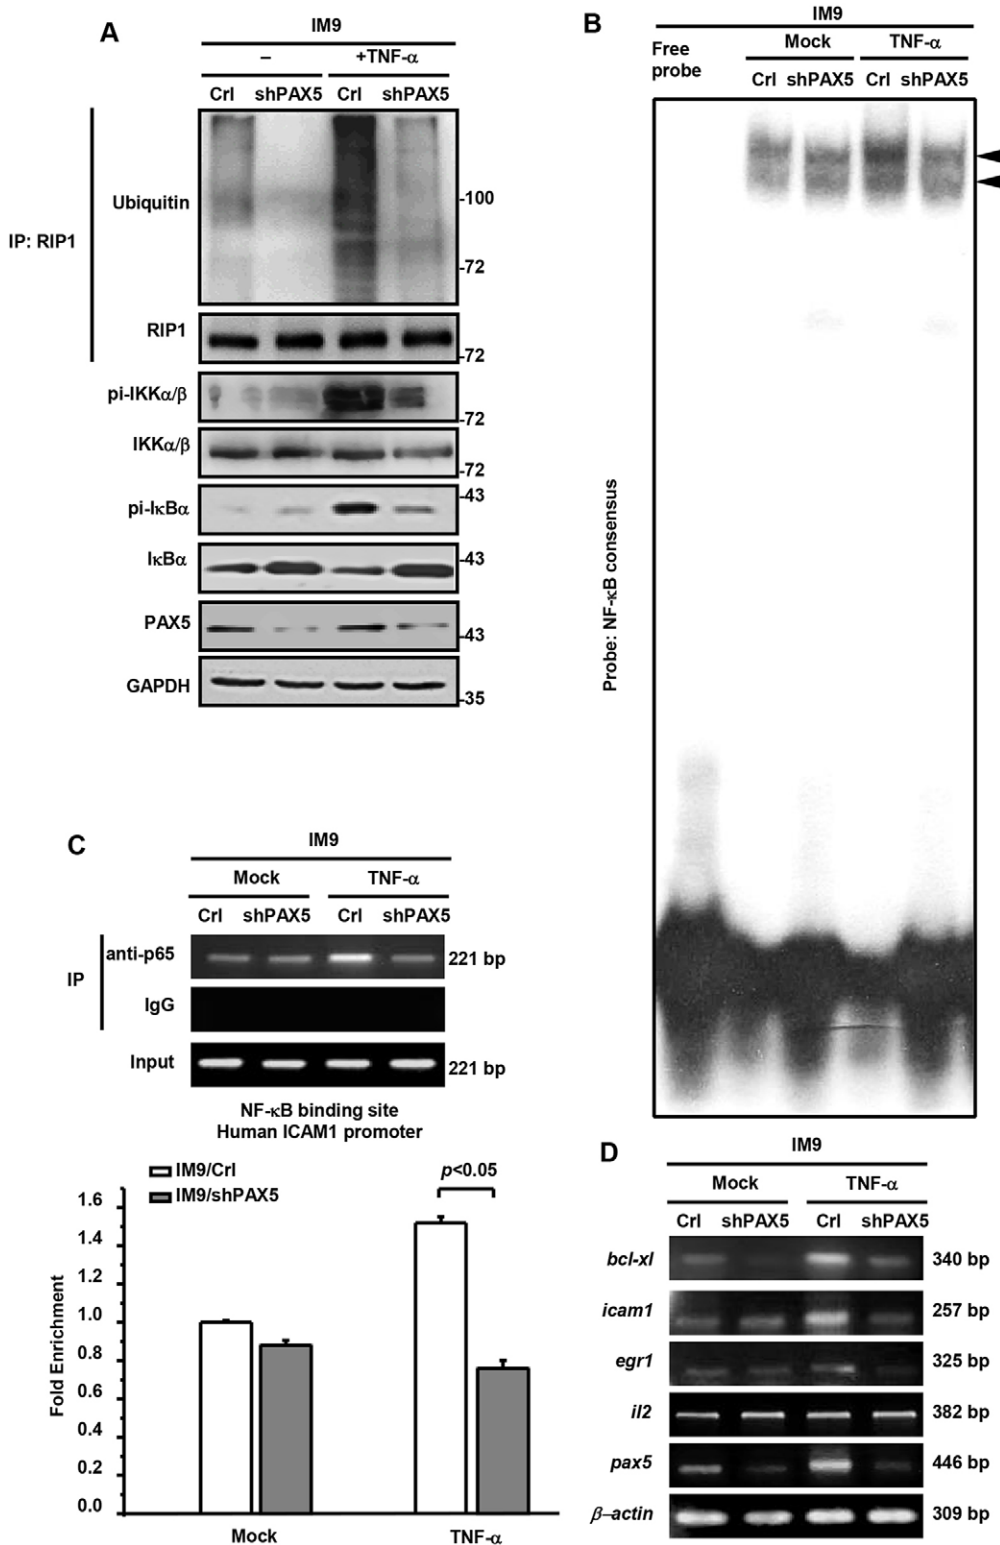 A
IM9
– +TNF-α
Crl shPAX5 Crl shPAX5
IP: RIP1
Ubiquitin
-100
-72
RIP1
-72
pi-IKKα/β
-72
IKKα/β
-72
pi-IκBα
-43
IκBα
-43
PAX5
-43
GAPDH
-35
B
IM9
Free probe
Mock TNF-α
Crl shPAX5 Crl shPAX5
Probe: NF-κB consensus
C
IM9
Mock TNF-α
Crl shPAX5 Crl shPAX5
IP
anti-p65
221 bp
IgG
Input
221 bp
NF-κB binding site
Human ICAM1 promoter
IM9/Crl
IM9/shPAX5
p<0.05
Fold Enrichment
1.6
1.4
1.2
1.0
0.8
0.6
0.4
0.2
0.0
Mock TNF-α
D
IM9
Mock TNF-α
Crl shPAX5 Crl shPAX5
bcl-xl 340 bp
icam1 257 bp
egr1 325 bp
il2 382 bp
pax5 446 bp
β–actin 309 bp